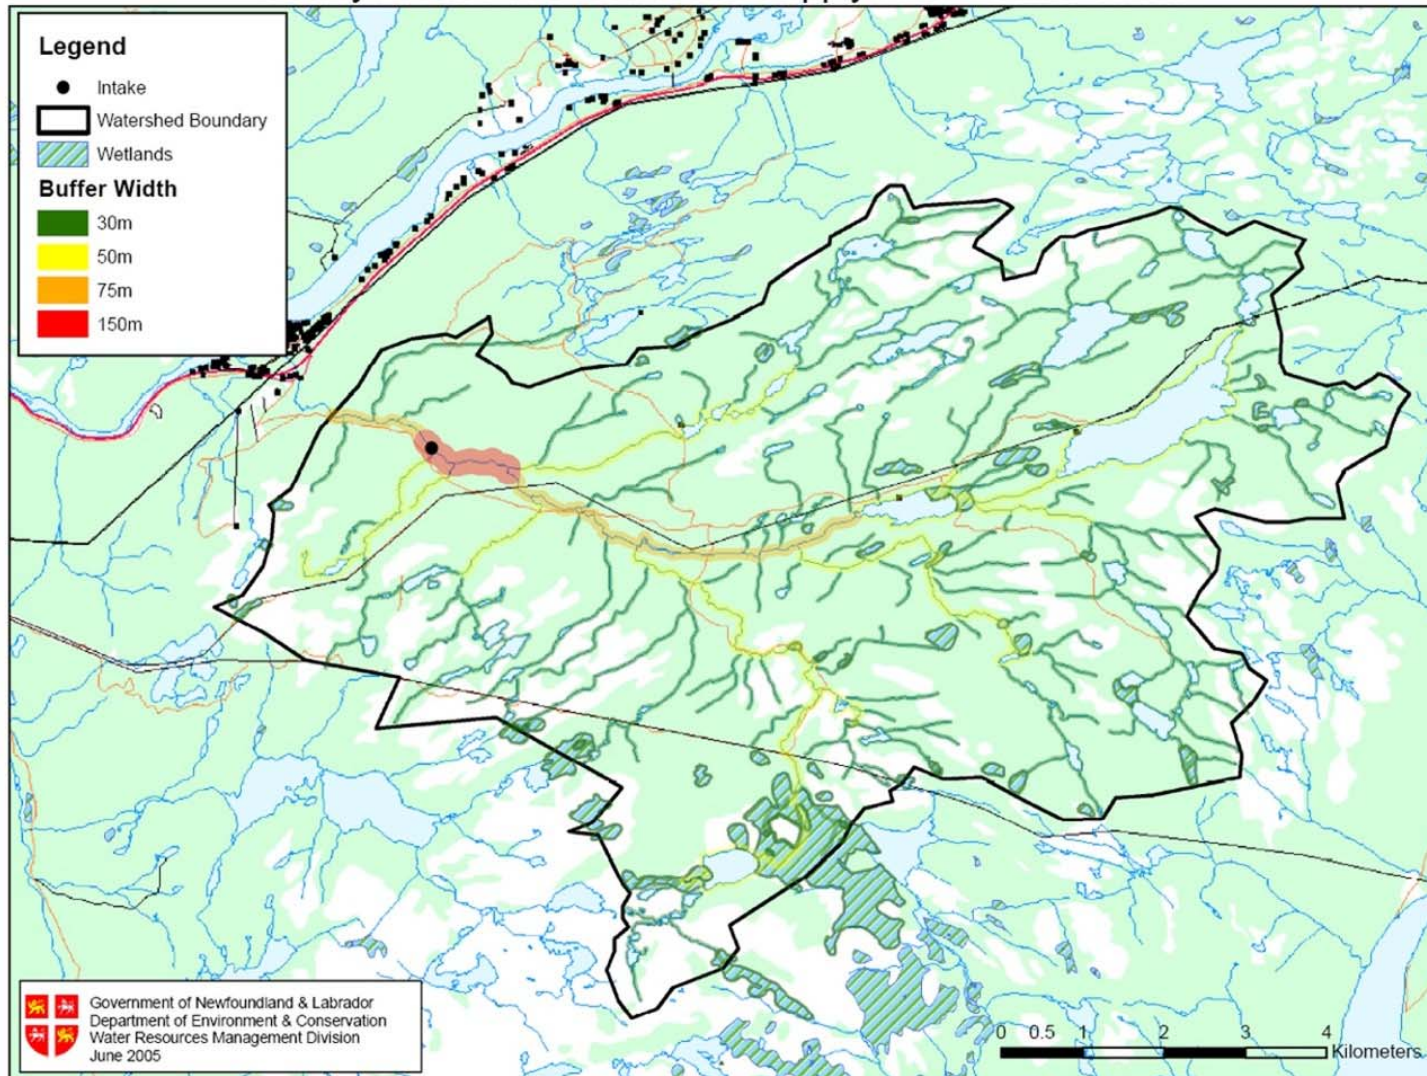 Legend
Intake
Watershed Boundary
Wetlands
Buffer Width
30m
50m
75m
150m
Government of Newfoundland & Labrador
Department of Environment & Conservation
Water Resources Management Division
June 2005
0 0.5 1 2 3 4
Kilometers